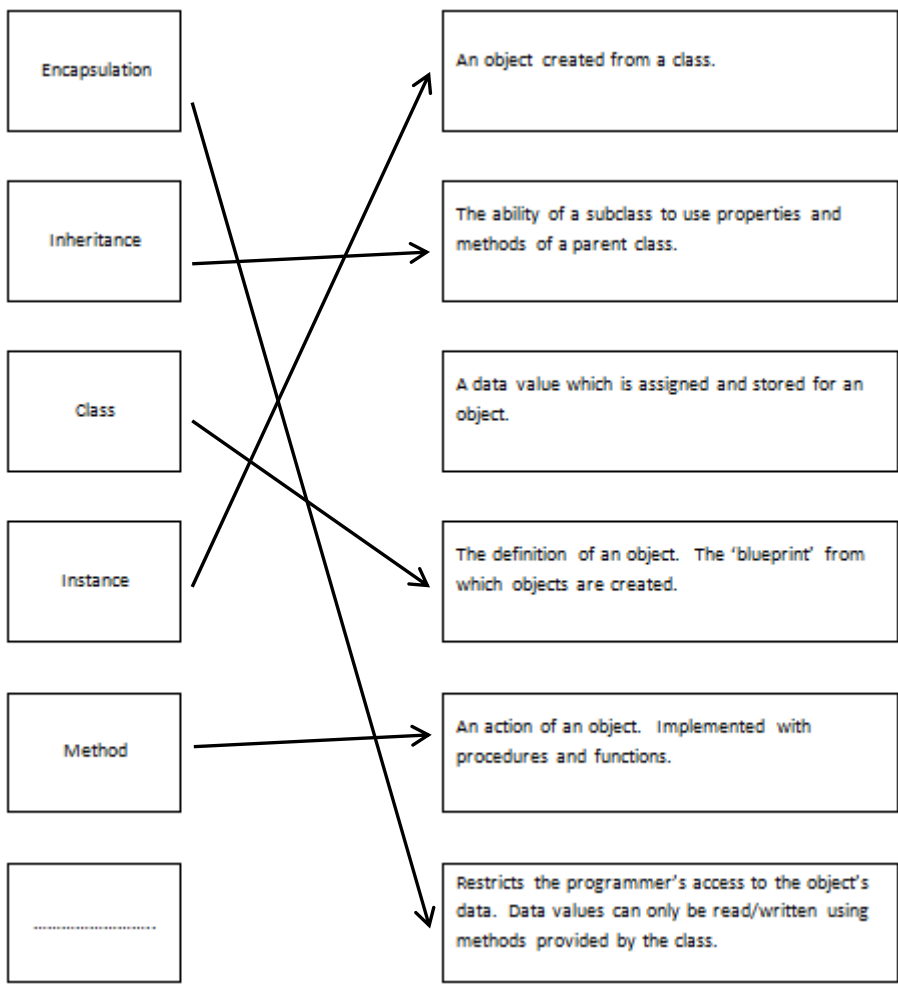 Encapsulation
An object created from a class.
Inheritance
The ability of a subclass to use properties and
methods of a parent class.
Class
A data value which is assigned and stored for an
object.
Instance
The definition of an object. The ‘blueprint’ from
which objects are created.
Method
An action of an object. Implemented with
procedures and functions.
................................
Restricts the programmer’s access to the object’s
data. Data values can only be read/written using
methods provided by the class.